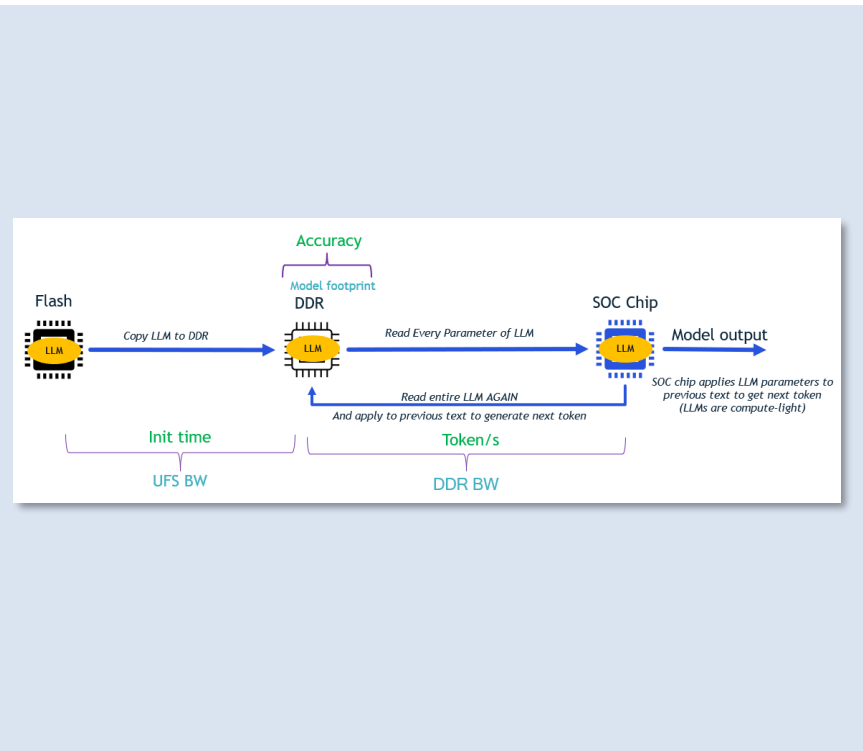 Accuracy
Model footprint
Flash
DDR
SOC Chip
Copy LLM to DDR
Read Every Parameter of LLM
Model output
LLM
LLM
LLM
SOC chip applies LLM parameters to
previous text to get next token
(LLMs are compute-light)
Read entire LLM AGAIN
And apply to previous text to generate next token
Init time
Token/s
UFS BW
DDR BW